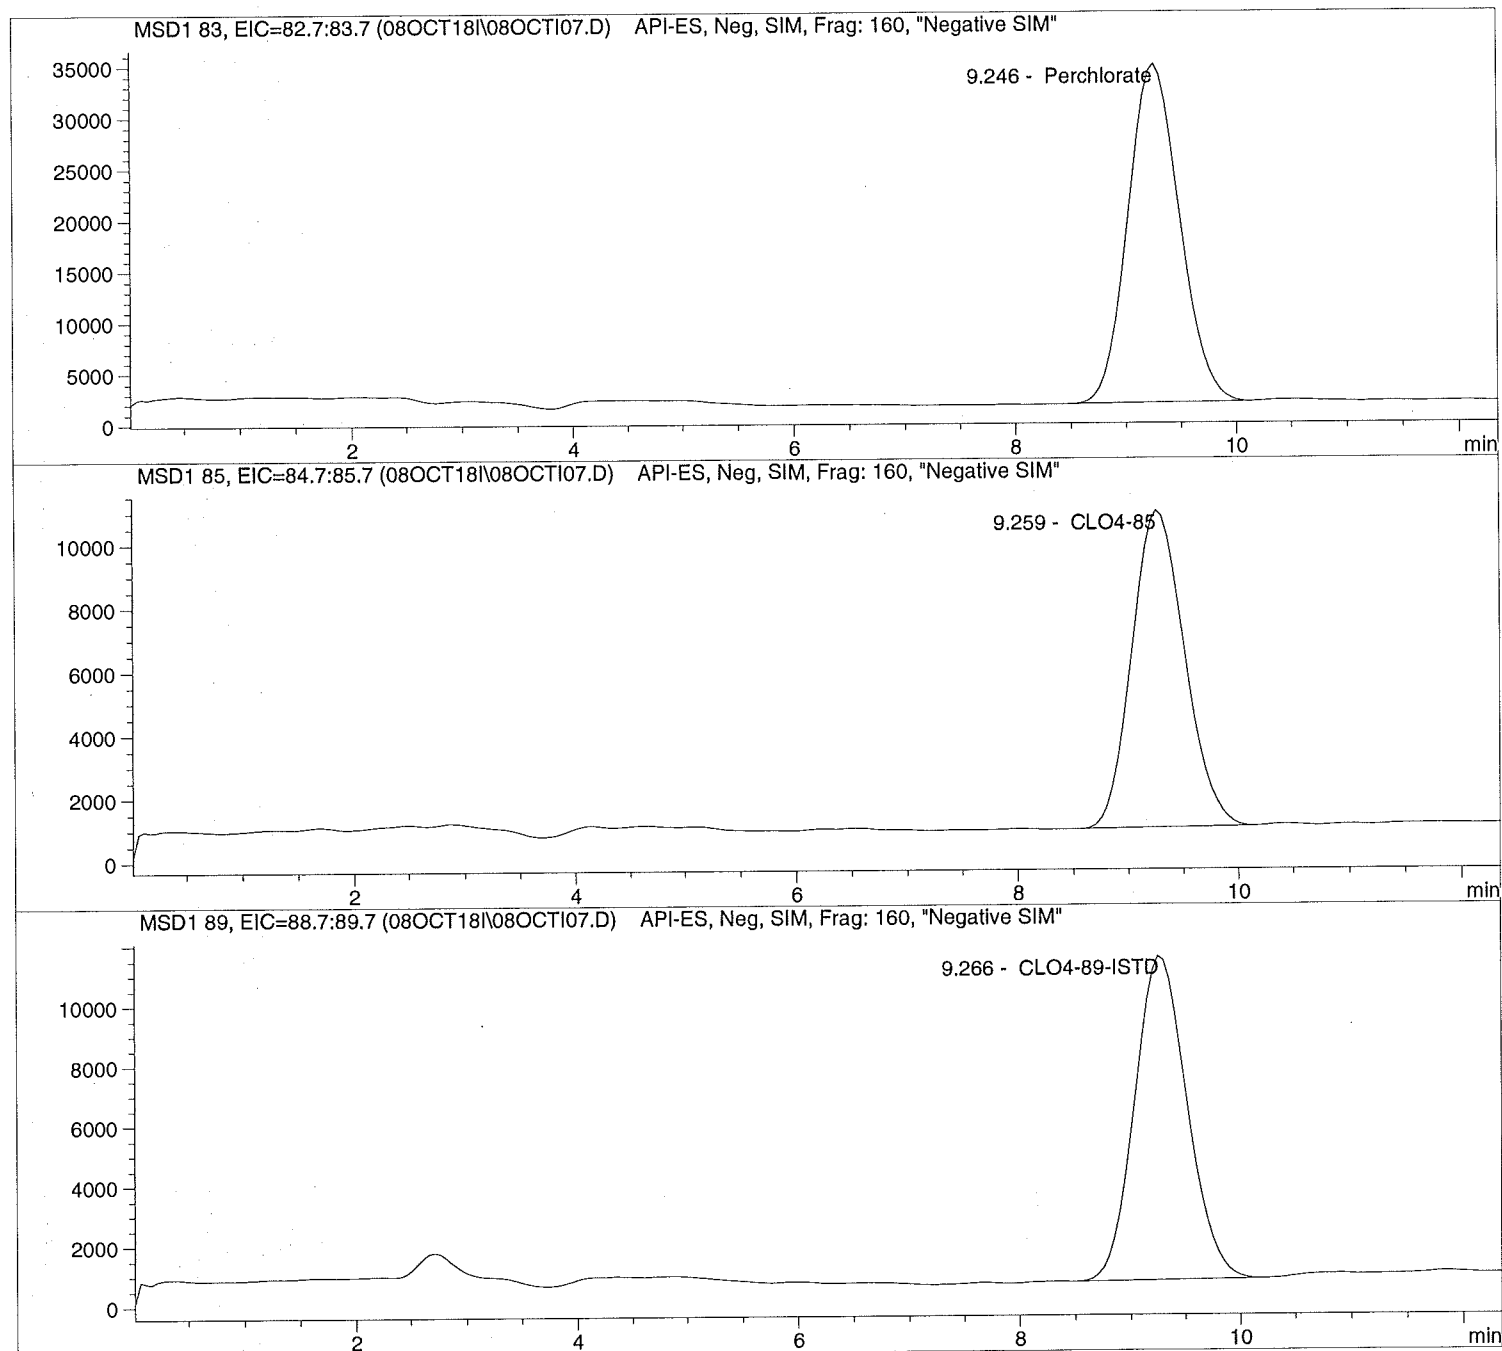 MSD1 83, EIC=82.7:83.7 (08OCT18I\08OCTI07.D) API-ES, Neg, SIM, Frag: 160, "Negative SIM"
35000
9.246 - Perchlorate
30000
25000
20000
15000
10000
5000
0
2 4 6 8 10 min
MSD1 85, EIC=84.7:85.7 (08OCT18I\08OCTI07.D) API-ES, Neg, SIM, Frag: 160, "Negative SIM"
9.259 - CLO4-85
10000
8000
6000
4000
2000
0
2 4 6 8 10 min
MSD1 89, EIC=88.7:89.7 (08OCT18I\08OCTI07.D) API-ES, Neg, SIM, Frag: 160, "Negative SIM"
9.266 - CLO4-89-ISTD
10000
8000
6000
4000
2000
0
2 4 6 8 10 min